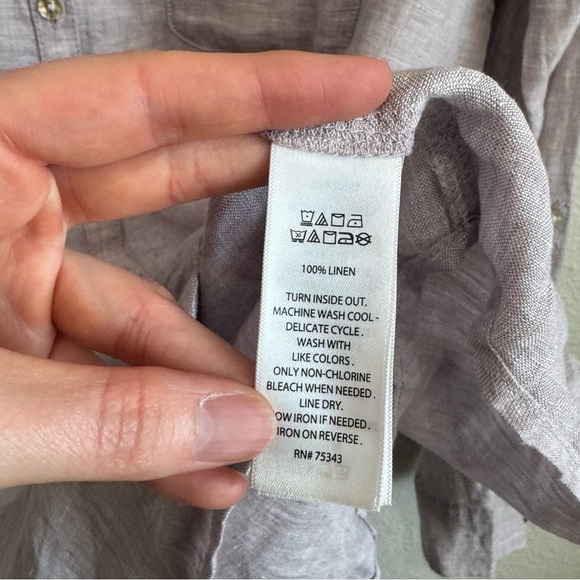 100% LINEN
TURN INSIDE OUT.
MACHINE WASH COOL -
DELICATE CYCLE.
WASH WITH
LIKE COLORS.
ONLY NON-CHLORINE
BLEACH WHEN NEEDED.
LINE DRY.
OW IRON IF NEEDED.
IRON ON REVERSE.
RN# 75343